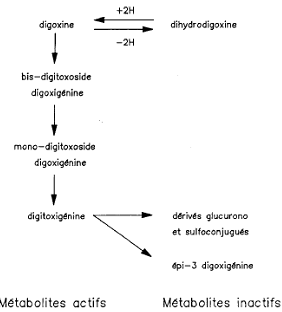 +2H
digoxine
dihydrodigoxine
−2H
bis−digitoxoside
digoxigénine
mono−digitoxoside
digoxigénine
digitoxigénine
dérivés glucurono
et sulfoconjugués
épi−3 digoxigénine
Métabolites actifs
Métabolites inactifs